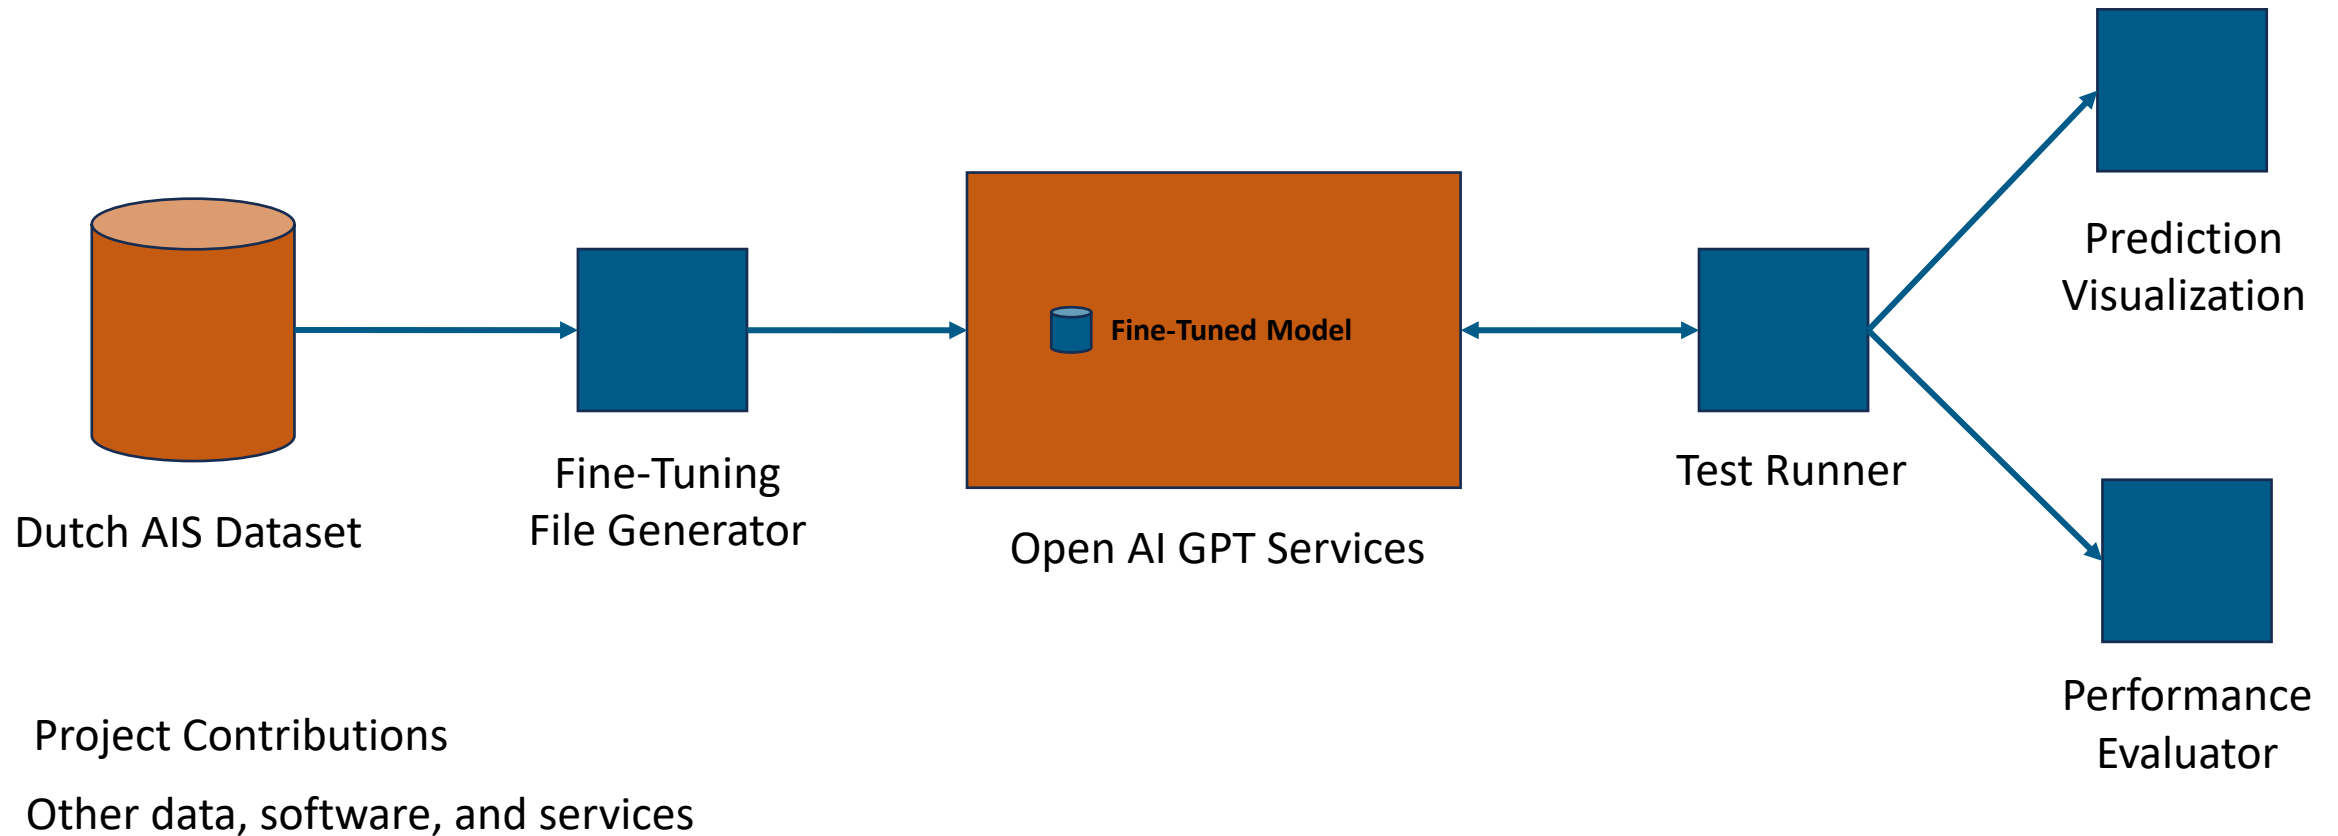 Dutch AIS Dataset
Fine-Tuning
File Generator
Fine-Tuned Model
Open AI GPT Services
Test Runner
Prediction
Visualization
Performance
Evaluator
Project Contributions
Other data, software, and services